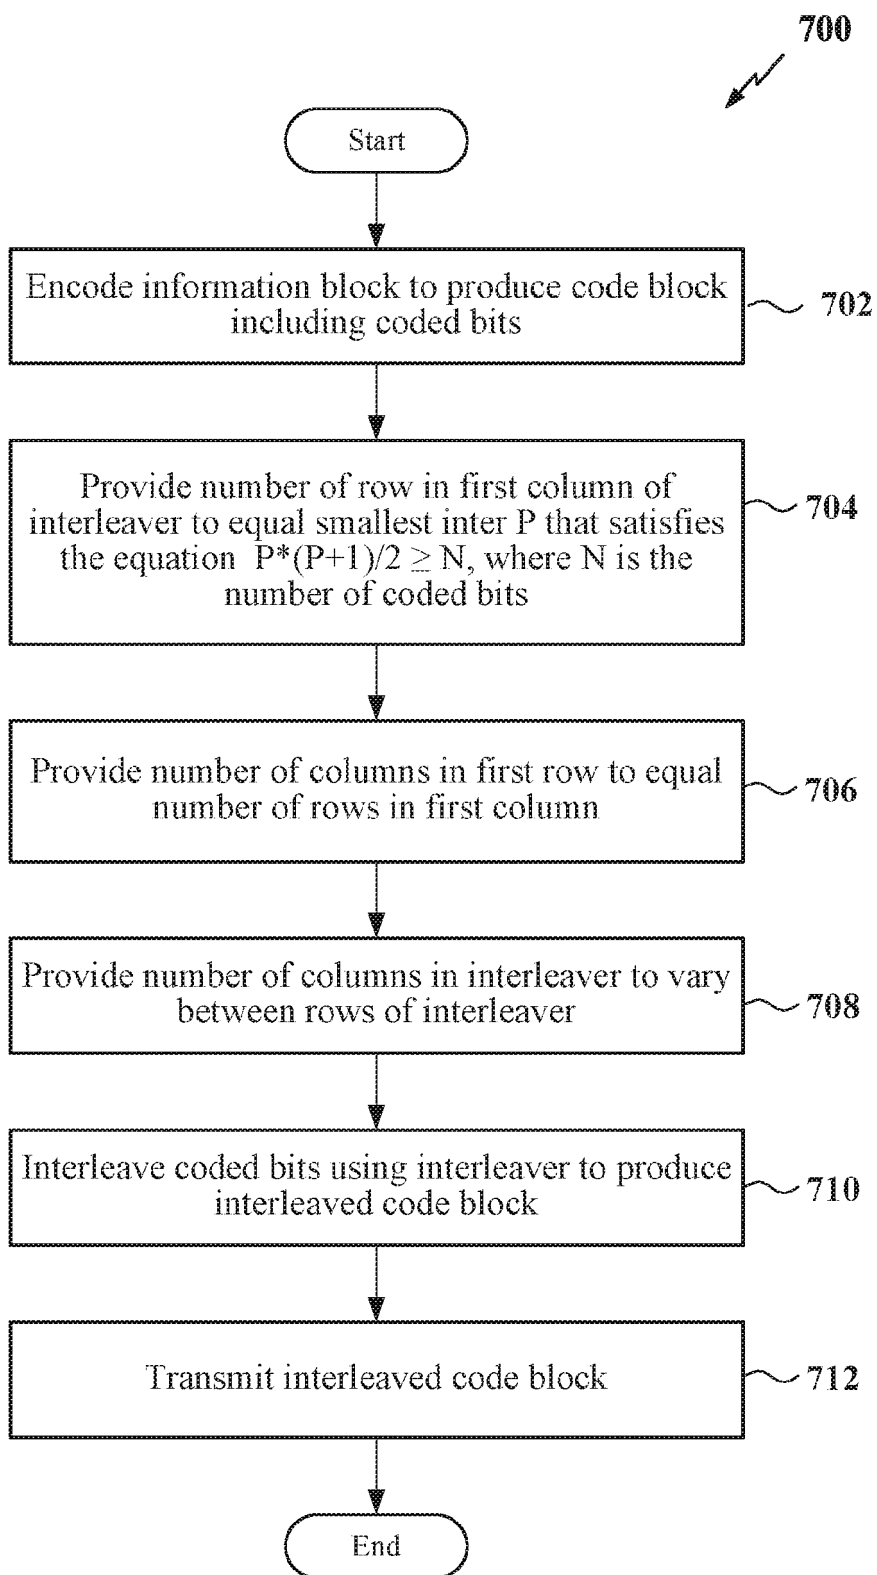 700
Start
Encode information block to produce code block
including coded bits
702
Provide number of row in first column of
interleaver to equal smallest inter P that satisfies
the equation P*(P+1)/2 ≥ N, where N is the
number of coded bits
704
Provide number of columns in first row to equal
number of rows in first column
706
Provide number of columns in interleaver to vary
between rows of interleaver
708
Interleave coded bits using interleaver to produce
interleaved code block
710
Transmit interleaved code block
712
End